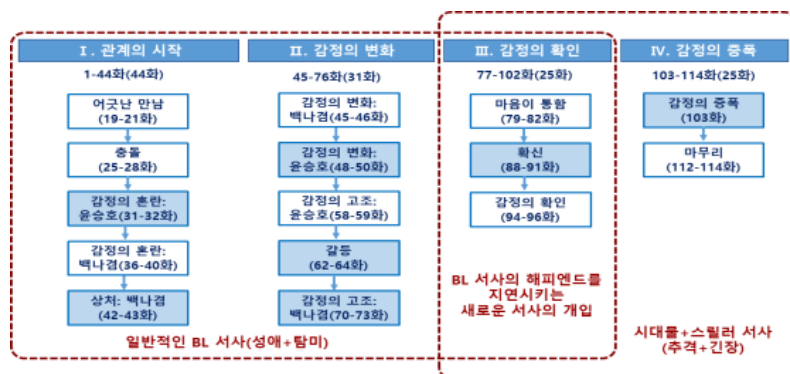 Ⅰ. 관계의 시작
1-44화(44화)
어긋난 만남
(19-21화)
충돌
(25-28화)
감정의 혼란:
윤승호(31-32화)
감정의 혼란:
백나겸(36-40화)
상처: 백나겸
(42-43화)
Ⅱ. 감정의 변화
45-76화(31화)
감정의 변화:
백나겸(45-46화)
감정의 변화:
윤승호(48-50화)
감정의 고조:
윤승호(58-59화)
갈등
(62-64화)
감정의 고조:
백나겸(70-73화)
Ⅲ. 감정의 확인
77-102화(25화)
마음이 통함
(79-82화)
확신
(88-91화)
감정의 확인
(94-96화)
BL 서사의 해피엔드를
지연시키는
새로운 서사의 개입
Ⅳ. 감정의 증폭
103-114화(25화)
감정의 증폭
(103화)
마무리
(112-114화)
일반적인 BL 서사(성애+탐미)
시대물+스릴러 서사
(추격+긴장)